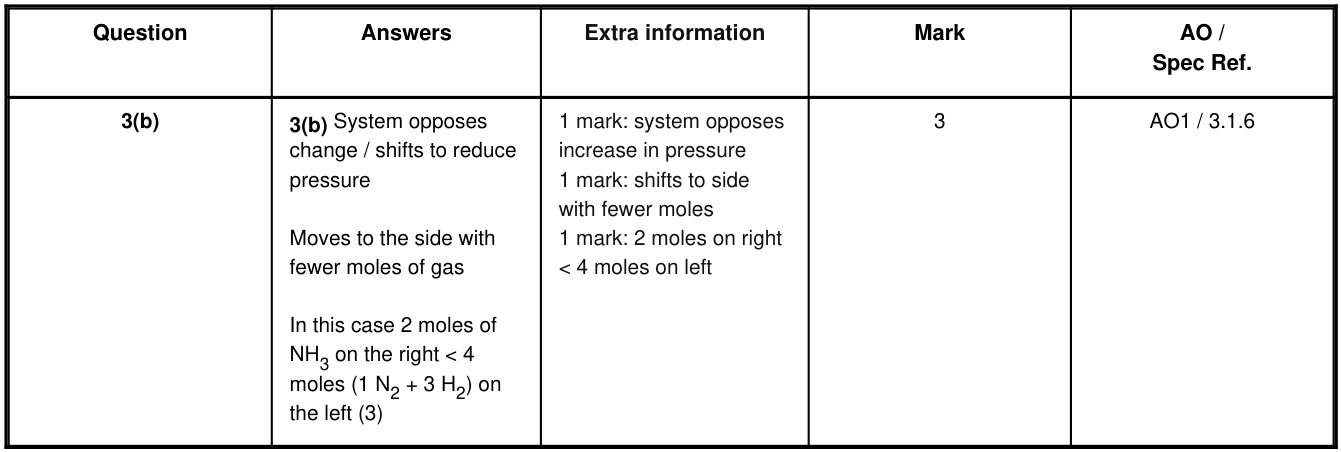 Question
Answers
Extra information
Mark
AO /
Spec Ref.
3(b)
3(b) System opposes
change / shifts to reduce
pressure
Moves to the side with
fewer moles of gas
In this case 2 moles of
NH3 on the right < 4
moles (1 N2 + 3 H2) on
the left (3)
1 mark: system opposes
increase in pressure
1 mark: shifts to side
with fewer moles
1 mark: 2 moles on right
< 4 moles on left
3
AO1 / 3.1.6